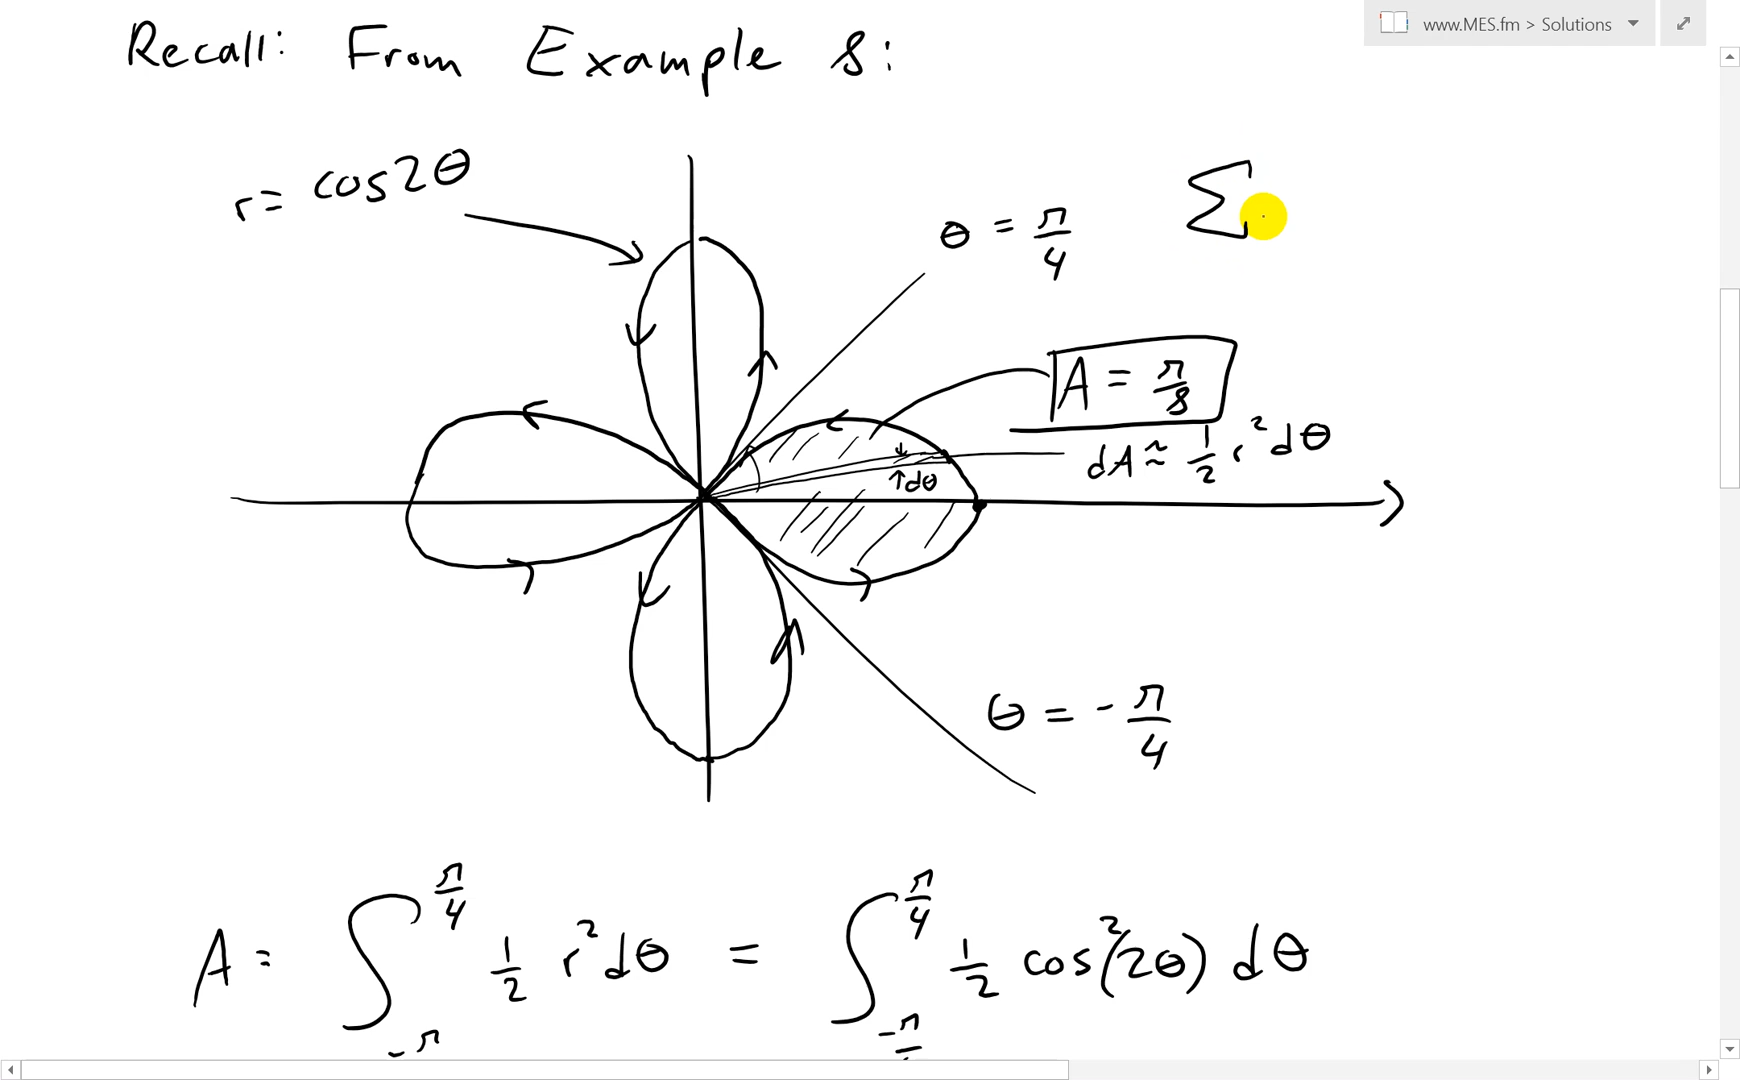 www.MES.fm > Solutions
Recall: From Example 8:
r = cos2θ
θ = π/4
Σ
A = π/8
dA ≈ 1/2 r² dθ
↑dθ
θ = -π/4
A = ∫_{-π}^{π/4} 1/2 r² dθ = ∫_{-π/}^{π/4} 1/2 cos²(2θ) dθ